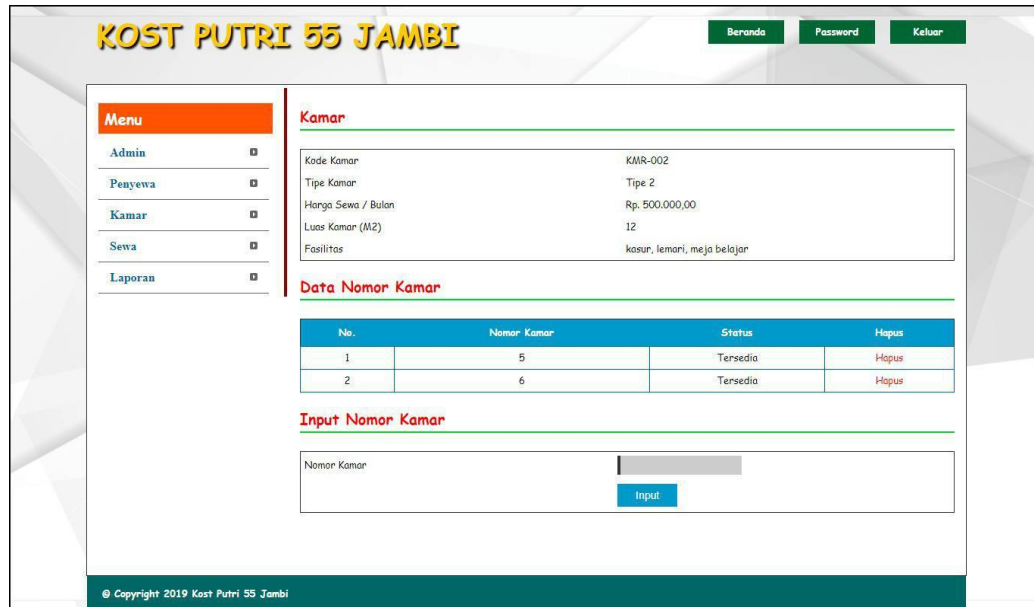 KOST PUTRI 55 JAMBI
Beranda Password Keluar
Menu
Admin
Penyewa
Kamar
Sewa
Laporan
Kamar
Kode Kamar KMR-002
Tipe Kamar Tipe 2
Harga Sewa / Bulan Rp. 500.000,00
Luas Kamar (M2) 12
Fasilitas kasur, lemari, meja belajar
Data Nomor Kamar
No. Nomor Kamar Status Hapus
1 5 Tersedia Hapus
2 6 Tersedia Hapus
Input Nomor Kamar
Nomor Kamar
Input
@ Copyright 2019 Kost Putri 55 Jambi